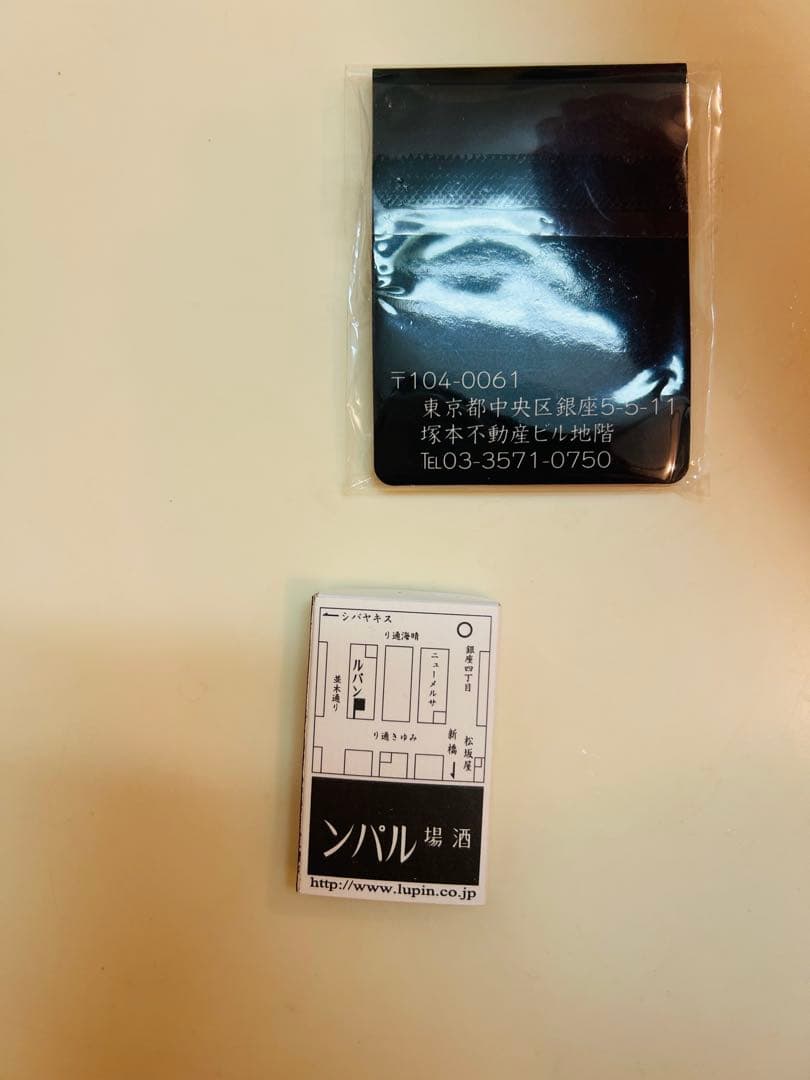 〒104-0061
東京都中央区銀座5-5-11
塚本不動産ビル地階
℡03-3571-0750
シバヤキス
り通海晴
銀座四丁目
ニューメルサ
ルパン
並木通り
り通きゆみ
新橋
松坂屋
ンパル 場酒
http://www.lupin.co.jp